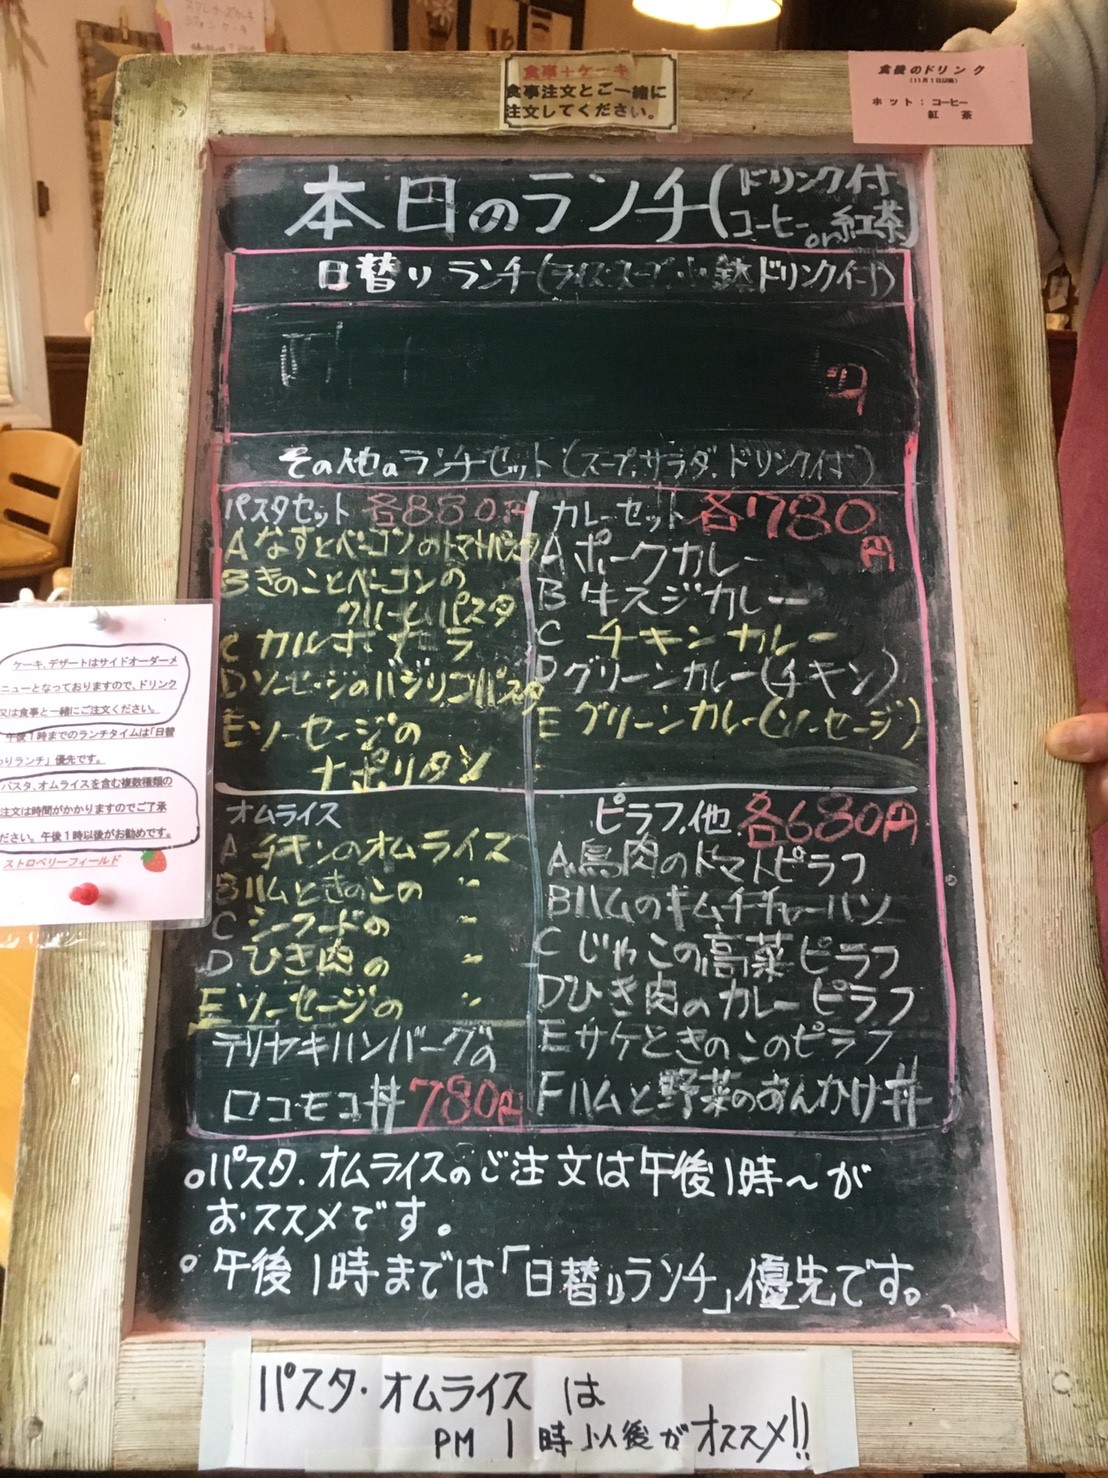 食事+ケーキ
食事注文とご一緒に
注文してください。
食後のドリンク
(11月1日以降)
ホット:コーヒー
紅 茶
本日のランチ(ドリンク付
コーヒーor紅茶)
日替りランチ(ライス・スープ・小鉢ドリンク付)
円
その他のランチセット(スープ、サラダ、ドリンク付)
パスタセット 各880円
Aなすとベーコンのトマトパスタ
Bきのことベーコンの
クリームパスタ
Cカルボナーラ
Dソーセージのバジリコパスタ
Eソーセージの
ナポリタン
カレーセット 各780
円
Aポークカレー
B牛スジカレー
C チキンカレー
Dグリーンカレー(チキン)
E グリーンカレー(ソーセージ)
オムライス
A チキンのオムライス
Bハムときのこの 〃
C シフードの 〃
D ひき肉の 〃
Eソーセージの 〃
テリヤキハンバーグの
ロコモコ丼 780円
ピラフ.他 各680円
A.鳥肉のトマトピラフ
Bハムのキムチチャーハン
C じゃこの高菜ピラフ
Dひき肉のカレーピラフ
Eサケときのこのピラフ
Fハムと野菜のあんかけ丼
○パスタ.オムライスのご注文は午後1時〜が
おススメです。
○午後1時までは「日替りランチ」優先です。
ケーキ、デザートはサイドオーダーメ
ニューとなっておりますので、ドリンク
又は食事と一緒にご注文ください。
午後1時までのランチタイムは「日替
わりランチ」優先です。
パスタ、オムライスを含む複数種類の
注文は時間がかかりますのでご了承
ださい。午後1時以後がお勧めです。
ストロベリーフィールド
パスタ・オムライス は
PM 1 時以後がオススメ!!